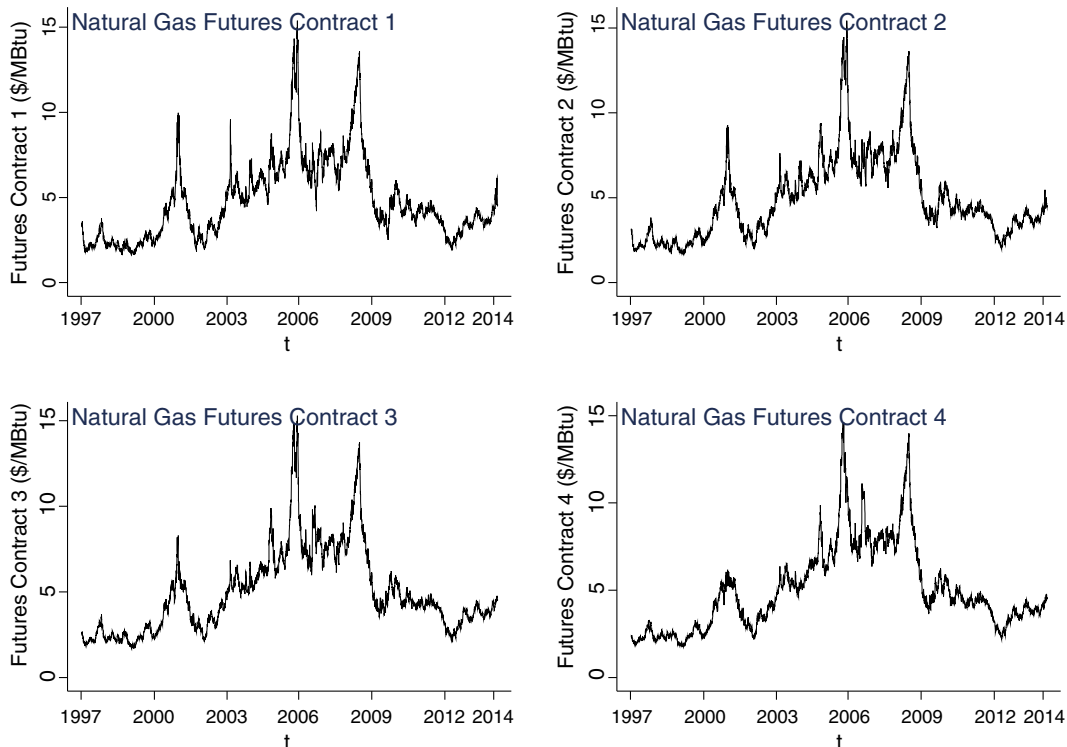 Natural Gas Futures Contract 1
Futures Contract 1 ($/MBtu)
15
10
5
0
1997 2000 2003 2006 2009 2012 2014
t
Natural Gas Futures Contract 2
Futures Contract 2 ($/MBtu)
15
10
5
0
1997 2000 2003 2006 2009 2012 2014
t
Natural Gas Futures Contract 3
Futures Contract 3 ($/MBtu)
15
10
5
0
1997 2000 2003 2006 2009 2012 2014
t
Natural Gas Futures Contract 4
Futures Contract 4 ($/MBtu)
15
10
5
0
1997 2000 2003 2006 2009 2012 2014
t